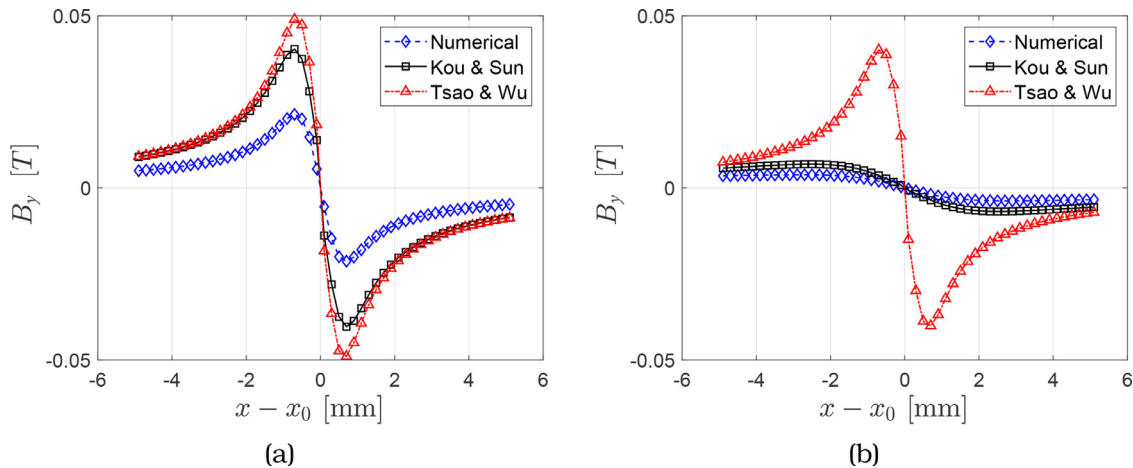 0.05
Numerical
Kou & Sun
Tsao & Wu
B_y [T]
0
-0.05
-6 -4 -2 0 2 4 6
x − x_0 [mm]
(a)
0.05
Numerical
Kou & Sun
Tsao & Wu
B_y [T]
0
-0.05
-6 -4 -2 0 2 4 6
x − x_0 [mm]
(b)